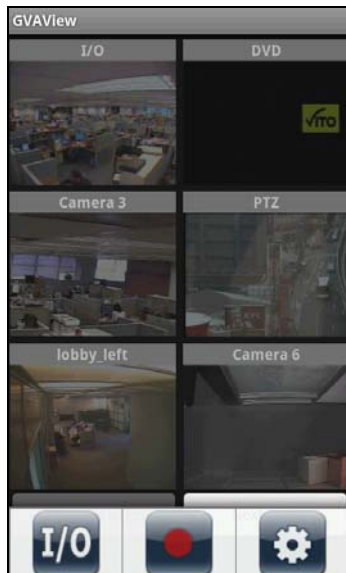 GVAView
I/O
DVD
VITO
Camera 3
PTZ
lobby_left
Camera 6
I/O